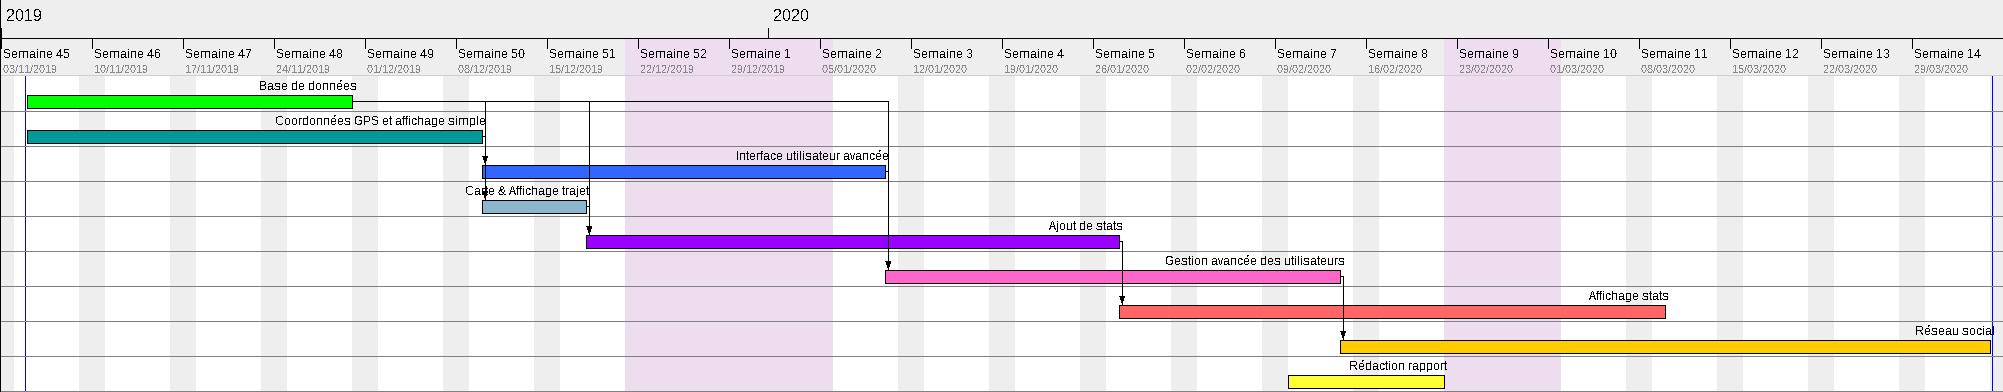 2019 2020
Semaine 45 Semaine 46 Semaine 47 Semaine 48 Semaine 49 Semaine 50 Semaine 51 Semaine 52 Semaine 1 Semaine 2 Semaine 3 Semaine 4 Semaine 5 Semaine 6 Semaine 7 Semaine 8 Semaine 9 Semaine 10 Semaine 11 Semaine 12 Semaine 13 Semaine 14
03/11/2019 10/11/2019 17/11/2019 24/11/2019 01/12/2019 08/12/2019 15/12/2019 22/12/2019 29/12/2019 05/01/2020 12/01/2020 19/01/2020 26/01/2020 02/02/2020 09/02/2020 16/02/2020 23/02/2020 01/03/2020 08/03/2020 15/03/2020 22/03/2020 29/03/2020
Base de données
Coordonnées GPS et affichage simple
Interface utilisateur avancée
Carte & Affichage trajet
Ajout de stats
Gestion avancée des utilisateurs
Affichage stats
Réseau social
Rédaction rapport